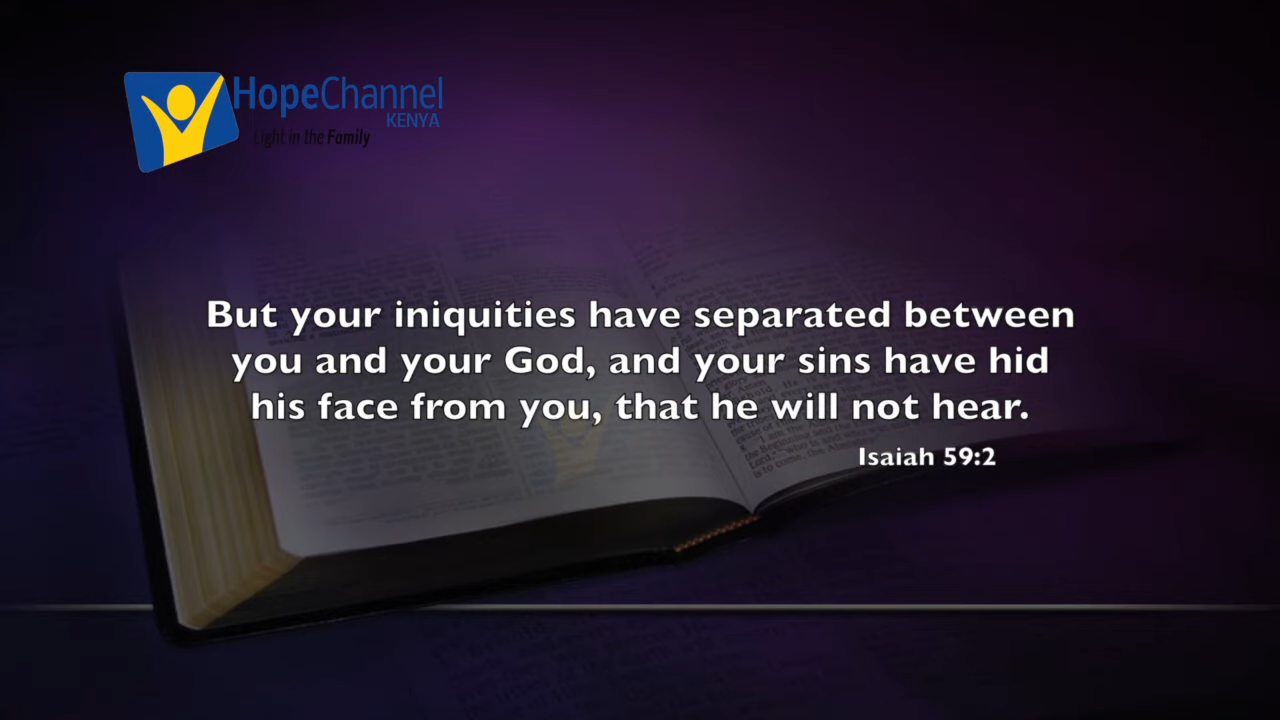 HopeChannel
KENYA
Light in the Family
But your iniquities have separated between
you and your God, and your sins have hid
his face from you, that he will not hear.
Isaiah 59:2